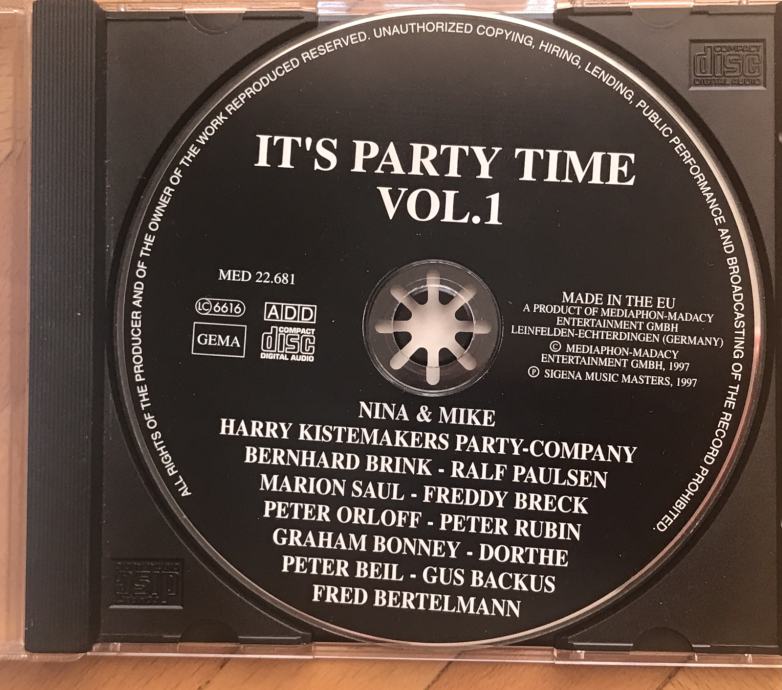 ALL RIGHTS OF THE PRODUCER AND OF THE OWNER OF THE WORK REPRODUCED RESERVED. UNAUTHORIZED COPYING, HIRING, LENDING, PUBLIC PERFORMANCE AND BROADCASTING OF THE RECORD PROHIBITED.
COMPACT
disc
DIGITAL AUDIO
IT'S PARTY TIME
VOL.1
MED 22.681
LC 6616
ADD
GEMA
COMPACT
disc
DIGITAL AUDIO
MADE IN THE EU
A PRODUCT OF MEDIAPHON-MADACY
ENTERTAINMENT GMBH
LEINFELDEN-ECHTERDINGEN (GERMANY)
© MEDIAPHON-MADACY
ENTERTAINMENT GMBH, 1997
℗ SIGENA MUSIC MASTERS, 1997
NINA & MIKE
HARRY KISTEMAKERS PARTY-COMPANY
BERNHARD BRINK - RALF PAULSEN
MARION SAUL - FREDDY BRECK
PETER ORLOFF - PETER RUBIN
GRAHAM BONNEY - DORTHE
PETER BEIL - GUS BACKUS
FRED BERTELMANN
disc